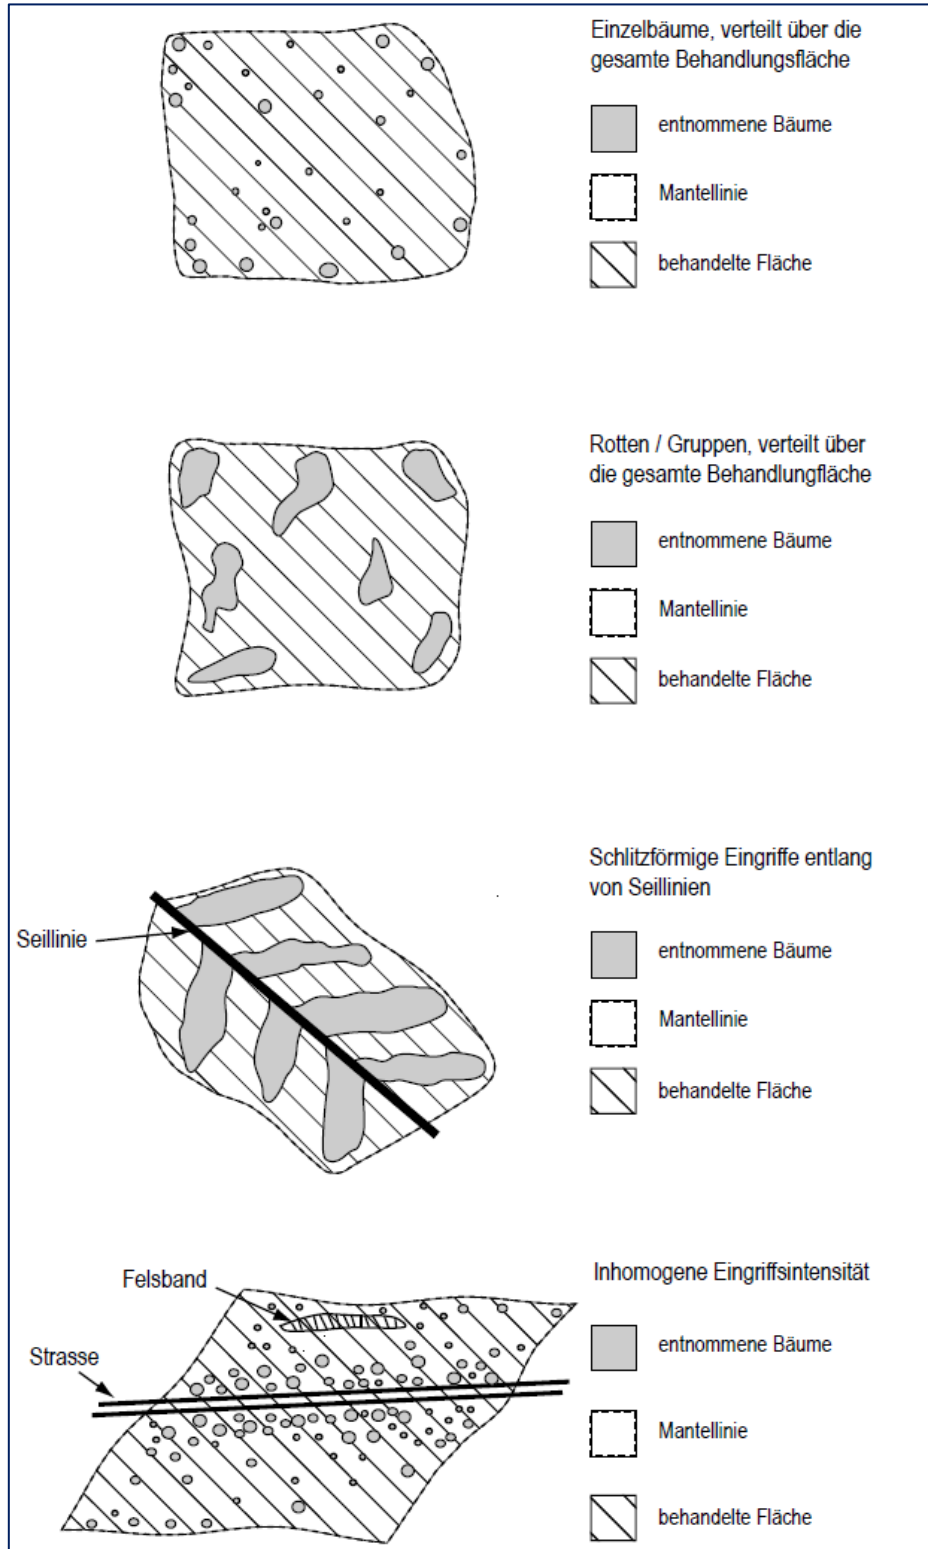 Einzelbäume, verteilt über die
gesamte Behandlungsfläche
entnommene Bäume
Mantellinie
behandelte Fläche
Rotten / Gruppen, verteilt über
die gesamte Behandlungfläche
entnommene Bäume
Mantellinie
behandelte Fläche
Schlitzförmige Eingriffe entlang
von Seillinien
Seillinie
entnommene Bäume
Mantellinie
behandelte Fläche
Inhomogene Eingriffsintensität
Felsband
Strasse
entnommene Bäume
Mantellinie
behandelte Fläche